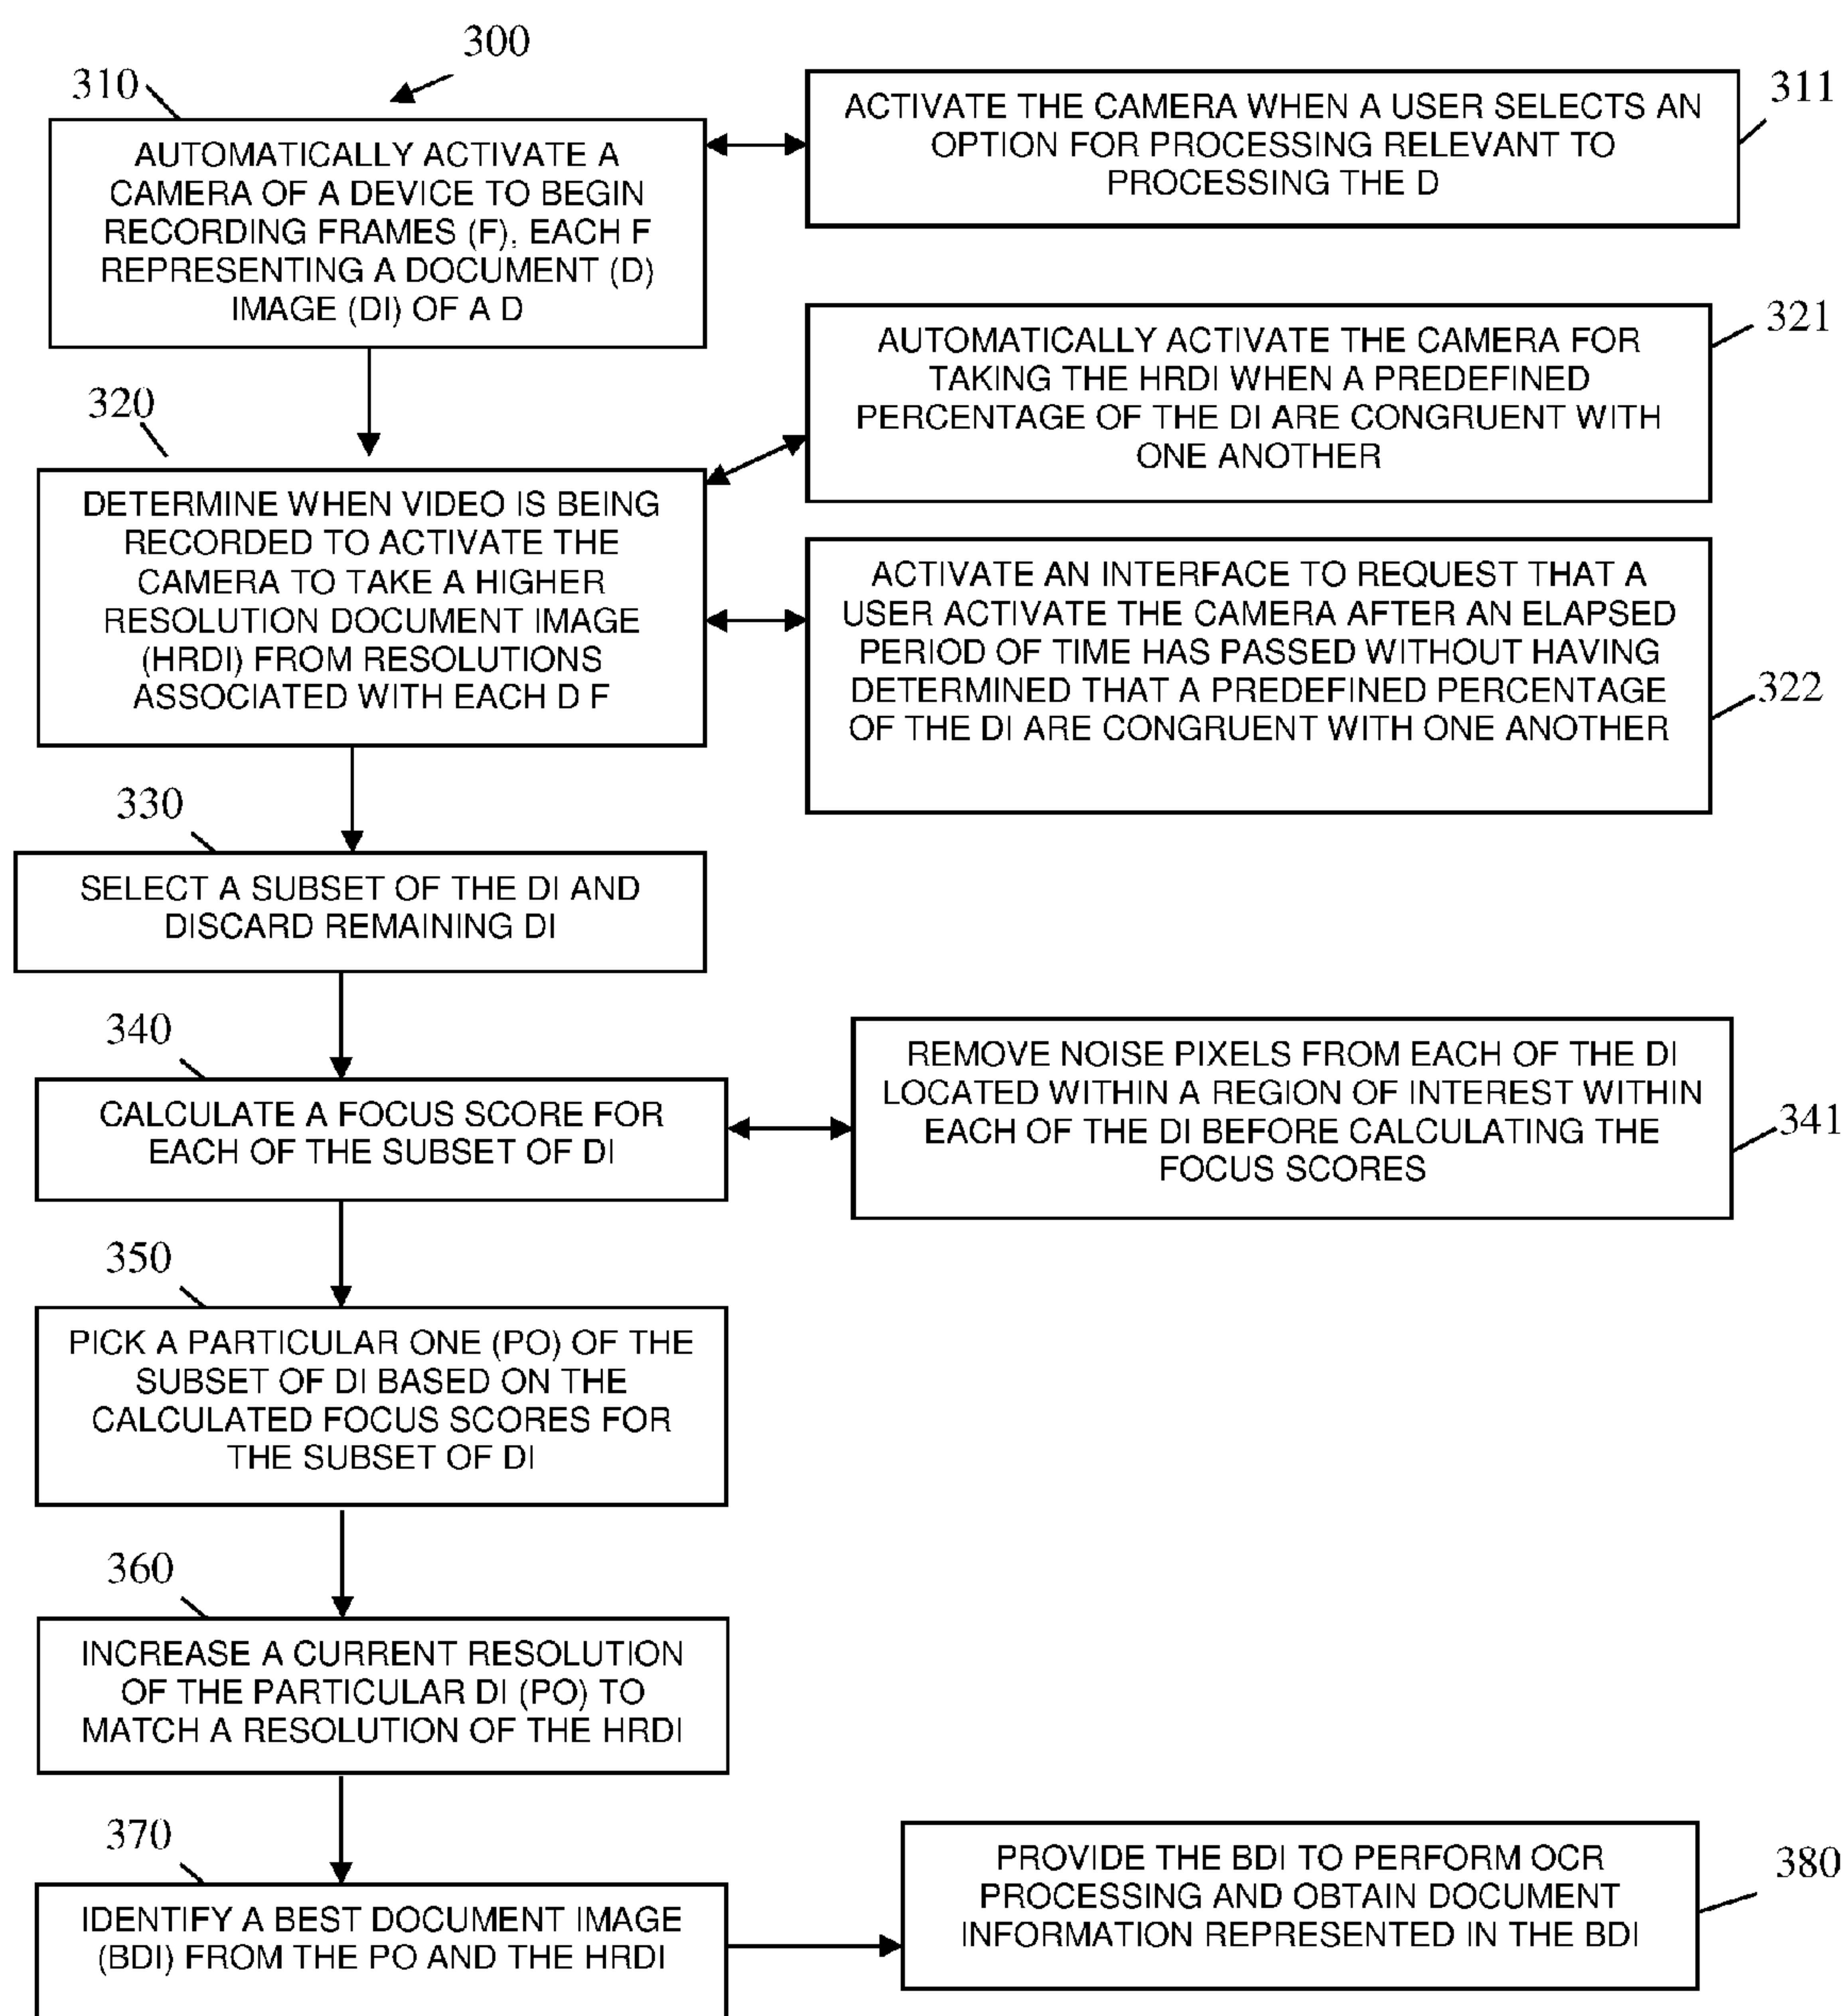 300
310
AUTOMATICALLY ACTIVATE A
CAMERA OF A DEVICE TO BEGIN
RECORDING FRAMES (F), EACH F
REPRESENTING A DOCUMENT (D)
IMAGE (DI) OF A D
311
ACTIVATE THE CAMERA WHEN A USER SELECTS AN
OPTION FOR PROCESSING RELEVANT TO
PROCESSING THE D
320
DETERMINE WHEN VIDEO IS BEING
RECORDED TO ACTIVATE THE
CAMERA TO TAKE A HIGHER
RESOLUTION DOCUMENT IMAGE
(HRDI) FROM RESOLUTIONS
ASSOCIATED WITH EACH D F
321
AUTOMATICALLY ACTIVATE THE CAMERA FOR
TAKING THE HRDI WHEN A PREDEFINED
PERCENTAGE OF THE DI ARE CONGRUENT WITH
ONE ANOTHER
322
ACTIVATE AN INTERFACE TO REQUEST THAT A
USER ACTIVATE THE CAMERA AFTER AN ELAPSED
PERIOD OF TIME HAS PASSED WITHOUT HAVING
DETERMINED THAT A PREDEFINED PERCENTAGE
OF THE DI ARE CONGRUENT WITH ONE ANOTHER
330
SELECT A SUBSET OF THE DI AND
DISCARD REMAINING DI
340
CALCULATE A FOCUS SCORE FOR
EACH OF THE SUBSET OF DI
341
REMOVE NOISE PIXELS FROM EACH OF THE DI
LOCATED WITHIN A REGION OF INTEREST WITHIN
EACH OF THE DI BEFORE CALCULATING THE
FOCUS SCORES
350
PICK A PARTICULAR ONE (PO) OF THE
SUBSET OF DI BASED ON THE
CALCULATED FOCUS SCORES FOR
THE SUBSET OF DI
360
INCREASE A CURRENT RESOLUTION
OF THE PARTICULAR DI (PO) TO
MATCH A RESOLUTION OF THE HRDI
370
IDENTIFY A BEST DOCUMENT IMAGE
(BDI) FROM THE PO AND THE HRDI
380
PROVIDE THE BDI TO PERFORM OCR
PROCESSING AND OBTAIN DOCUMENT
INFORMATION REPRESENTED IN THE BDI